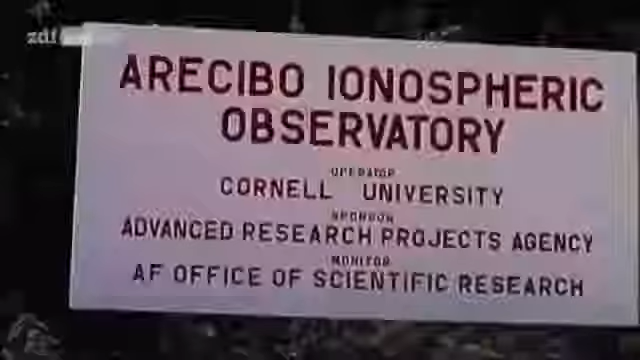 zdf
ARECIBO IONOSPHERIC
OBSERVATORY
OPERATOR
CORNELL UNIVERSITY
SPONSOR
ADVANCED RESEARCH PROJECTS AGENCY
MONITOR
AF OFFICE OF SCIENTIFIC RESEARCH